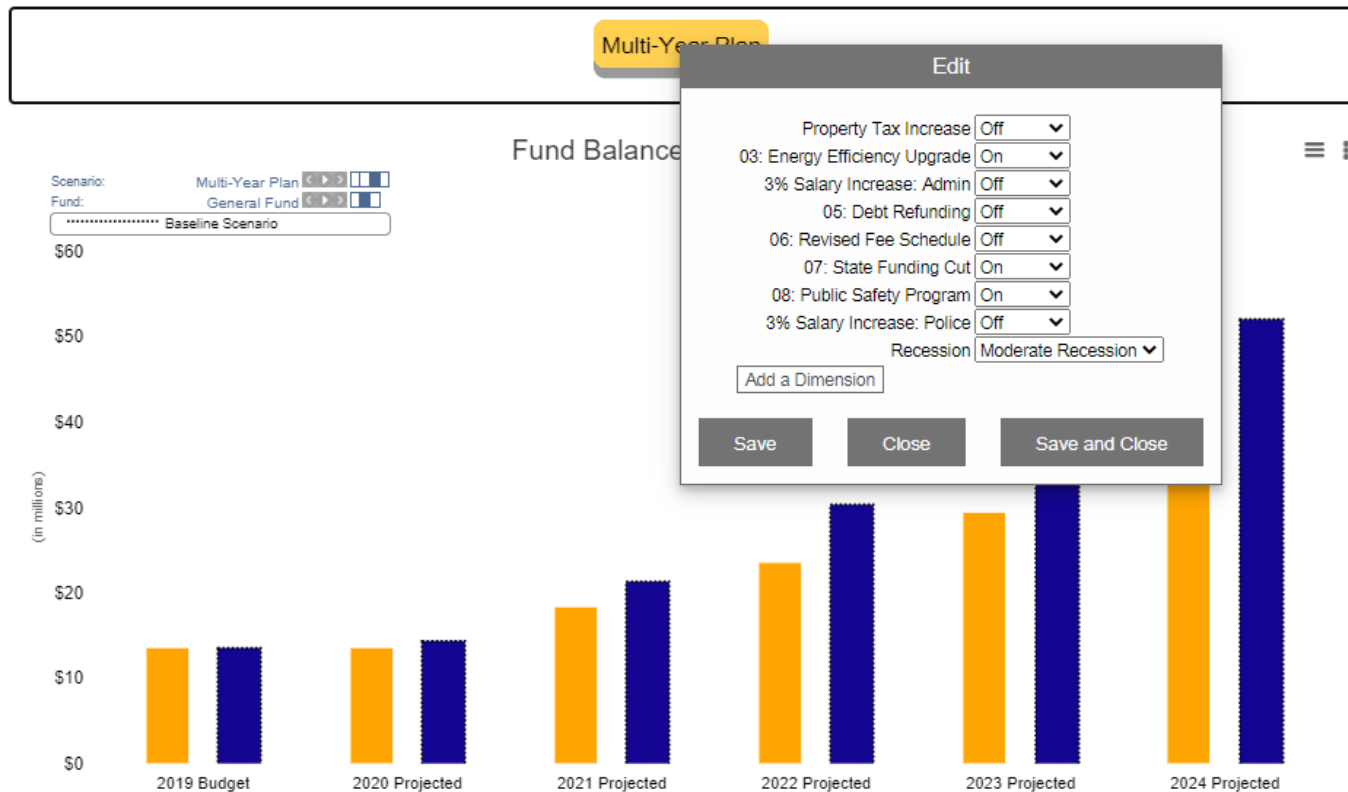 Multi-Year Plan
Edit
Fund Balance
Property Tax Increase Off
03: Energy Efficiency Upgrade On
3% Salary Increase: Admin Off
05: Debt Refunding Off
06: Revised Fee Schedule Off
07: State Funding Cut On
08: Public Safety Program On
3% Salary Increase: Police Off
Recession Moderate Recession
Add a Dimension
Save Close Save and Close
Scenario: Multi-Year Plan
Fund: General Fund
Baseline Scenario
$60
$50
$40
$30
$20
$10
$0
(in millions)
2019 Budget 2020 Projected 2021 Projected 2022 Projected 2023 Projected 2024 Projected